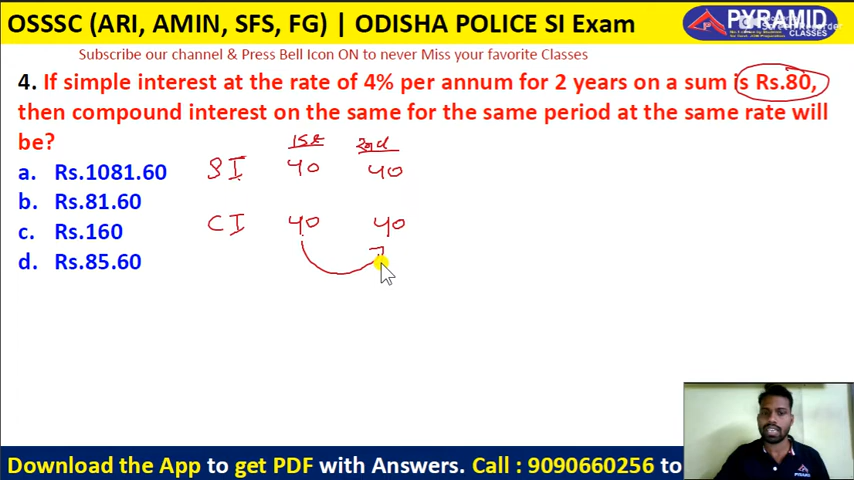 OSSSC (ARI, AMIN, SFS, FG) | ODISHA POLICE SI Exam
PYRAMID
CLASSES
Subscribe our channel & Press Bell Icon ON to never Miss your favorite Classes
4. If simple interest at the rate of 4% per annum for 2 years on a sum is Rs.80,
then compound interest on the same for the same period at the same rate will
be?
1st 2nd
a. Rs.1081.60
SI 40 40
b. Rs.81.60
CI 40 40
c. Rs.160
d. Rs.85.60
PYRAMID
Download the App to get PDF with Answers. Call : 9090660256 to